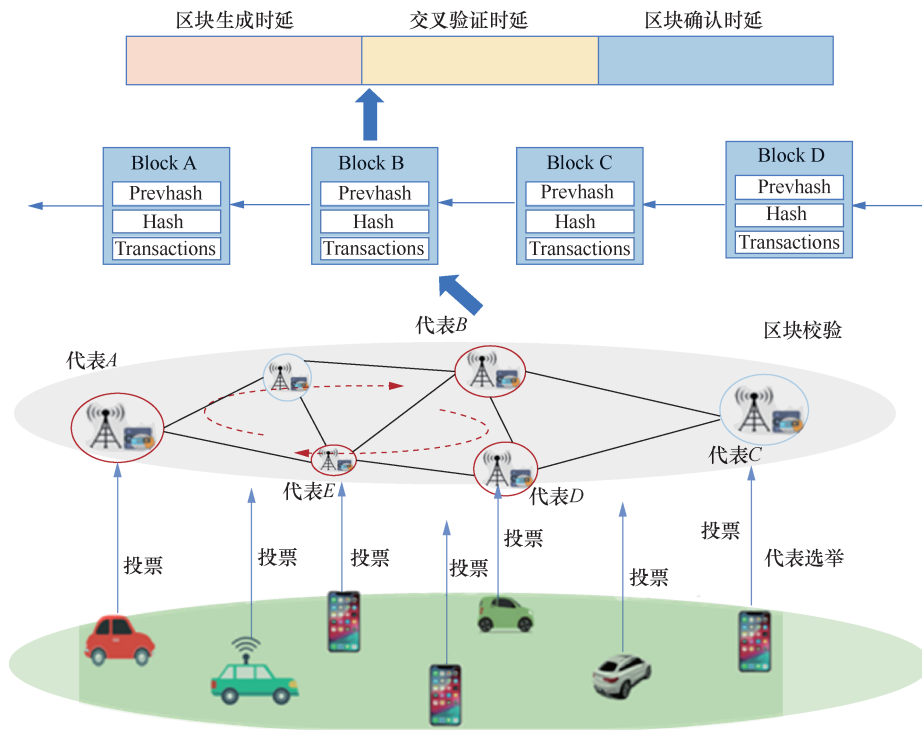 区块生成时延
交叉验证时延
区块确认时延
Block A
Prevhash
Hash
Transactions
Block B
Prevhash
Hash
Transactions
Block C
Prevhash
Hash
Transactions
Block D
Prevhash
Hash
Transactions
代表B
区块校验
代表A
代表C
代表E
代表D
投票
投票
投票
投票
投票
投票
投票
代表选举